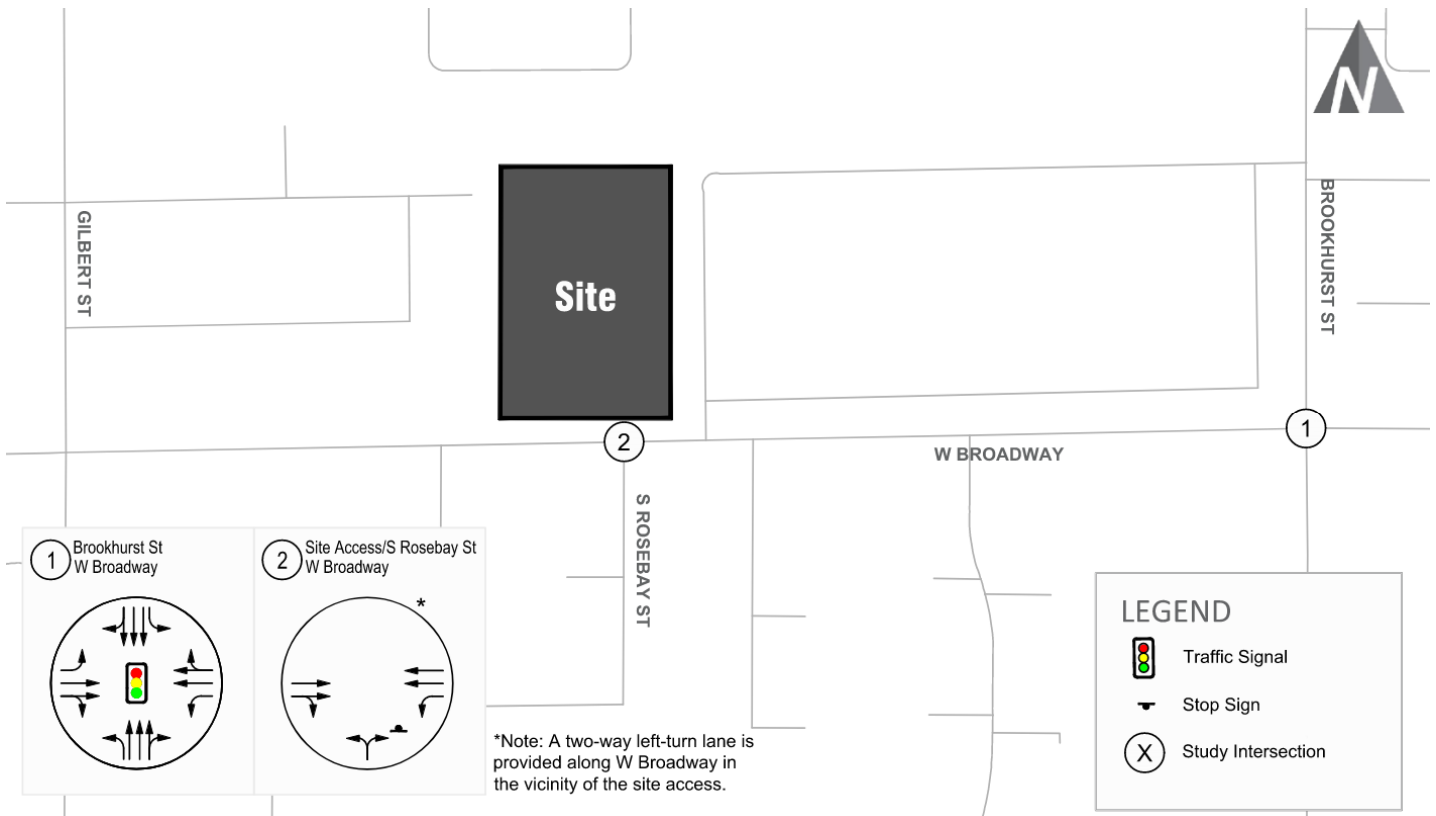 N
GILBERT ST
BROOKHURST ST
Site
2
1
W BROADWAY
S ROSEBAY ST
1
Brookhurst St
W Broadway
2
Site Access/S Rosebay St
W Broadway
*
*Note: A two-way left-turn lane is
provided along W Broadway in
the vicinity of the site access.
LEGEND
Traffic Signal
Stop Sign
X
Study Intersection